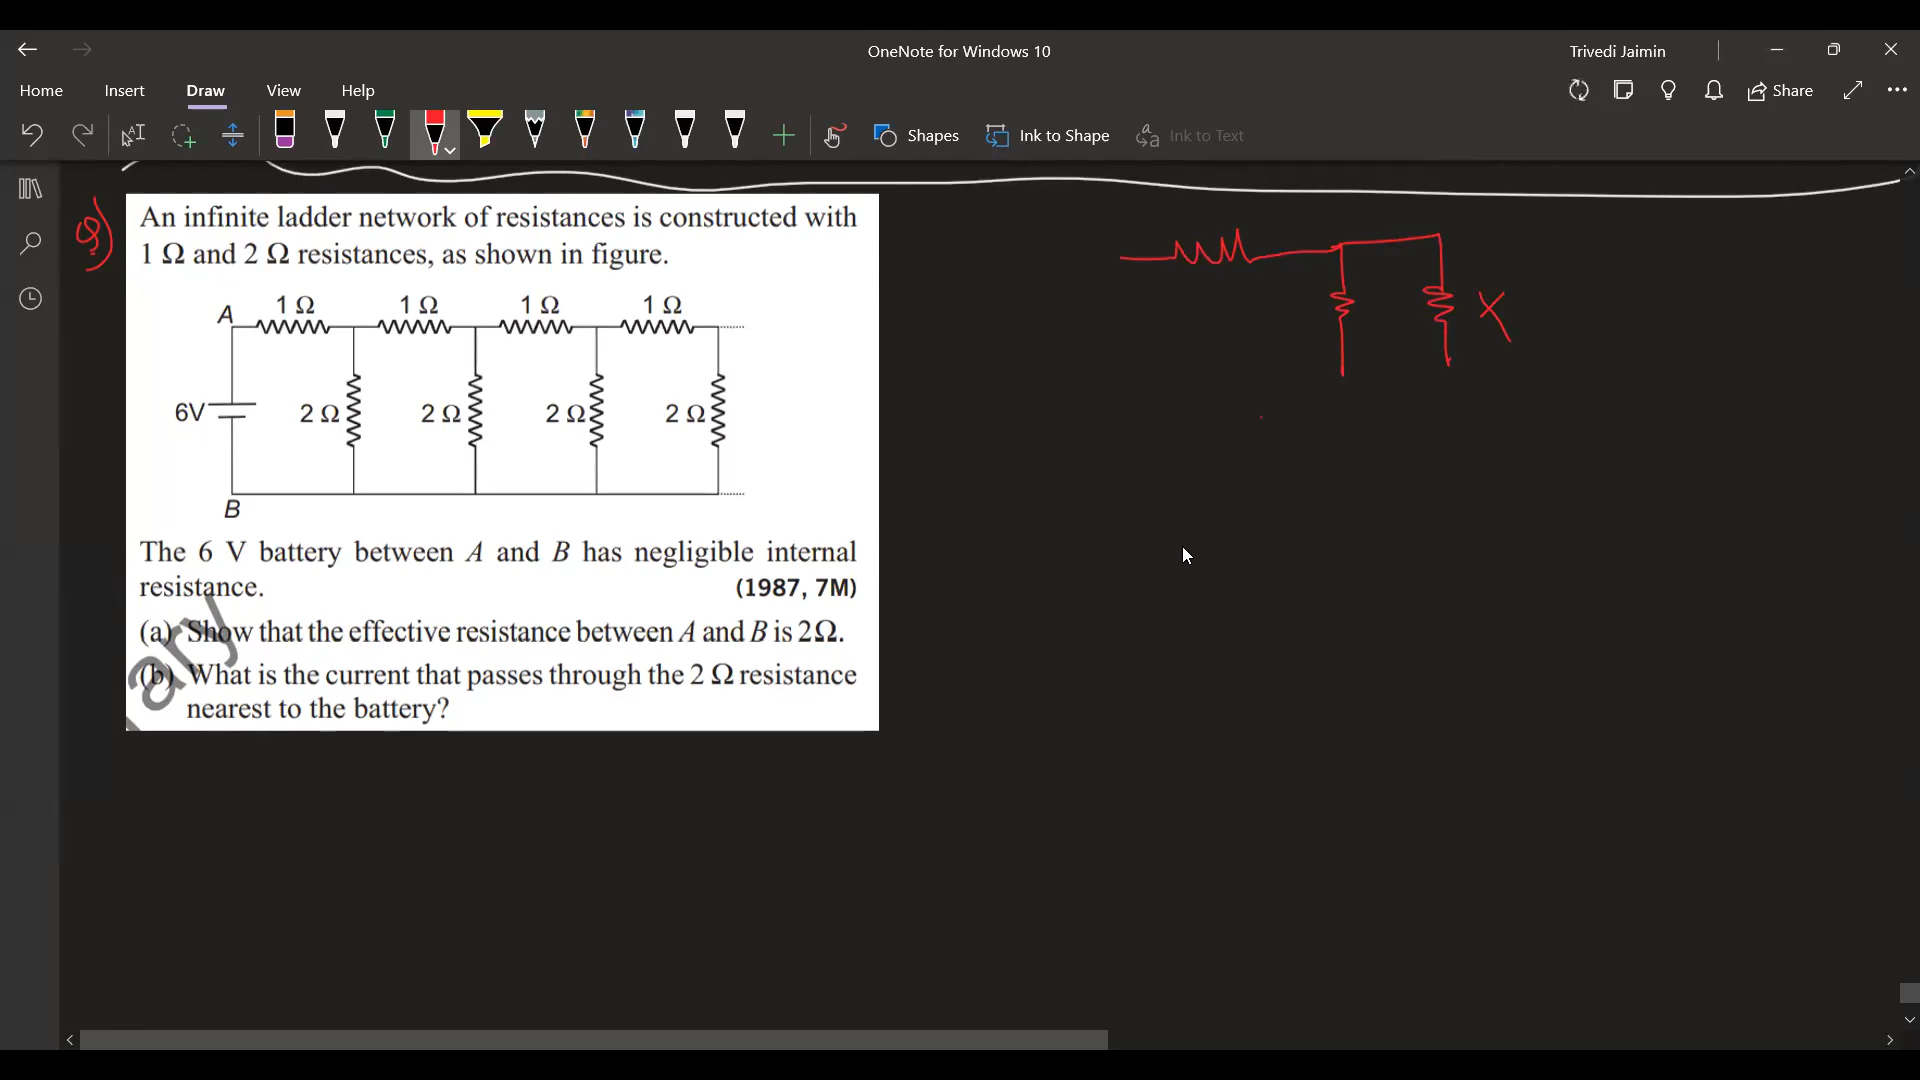 OneNote for Windows 10
Trivedi Jaimin
Home Insert Draw View Help
Share
Shapes Ink to Shape Ink to Text
Q)
An infinite ladder network of resistances is constructed with
1 Ω and 2 Ω resistances, as shown in figure.
A 1 Ω 1 Ω 1 Ω 1 Ω
6V 2 Ω 2 Ω 2 Ω 2 Ω
B
The 6 V battery between A and B has negligible internal
resistance. (1987, 7M)
(a) Show that the effective resistance between A and B is 2Ω.
(b) What is the current that passes through the 2 Ω resistance
nearest to the battery?
ary
X